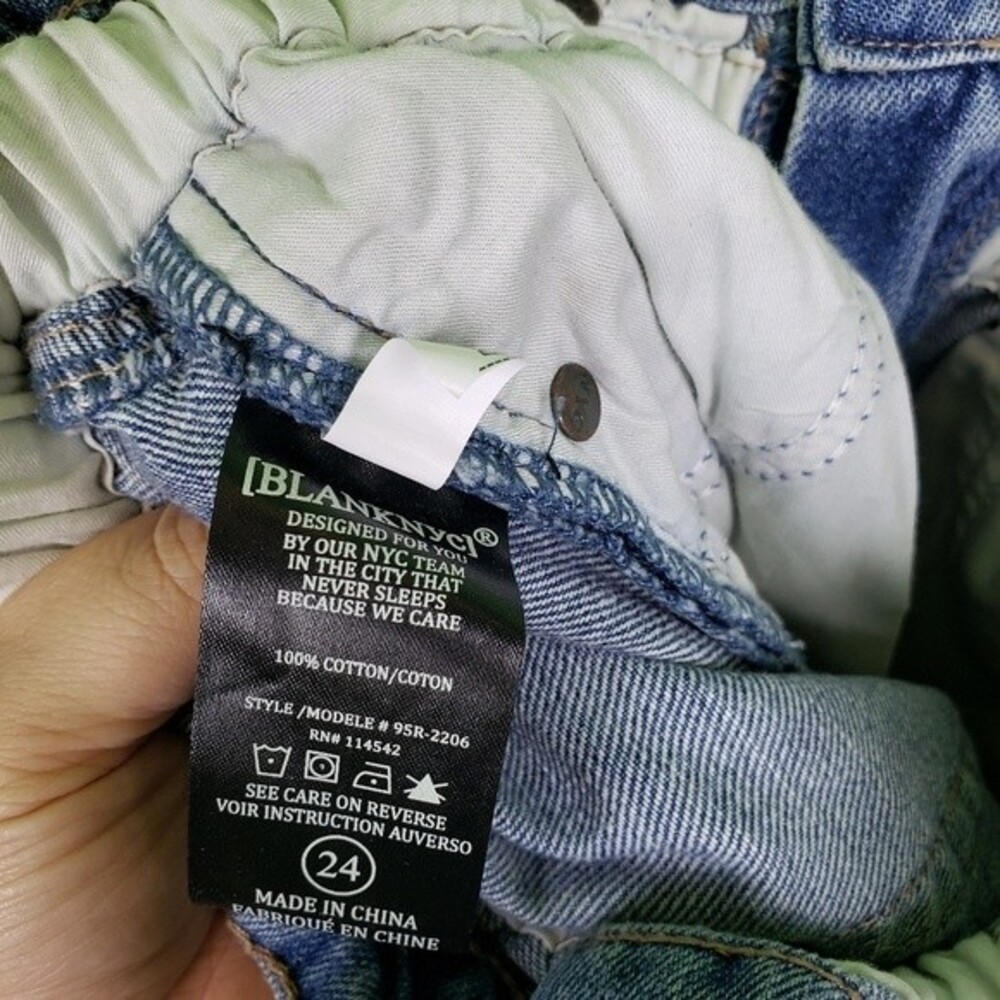 [BLANKNYC]®
DESIGNED FOR YOU
BY OUR NYC TEAM
IN THE CITY THAT
NEVER SLEEPS
BECAUSE WE CARE
100% COTTON/COTON
STYLE /MODELE # 95R-2206
RN# 114542
SEE CARE ON REVERSE
VOIR INSTRUCTION AUVERSO
24
MADE IN CHINA
FABRIQUÉ EN CHINE